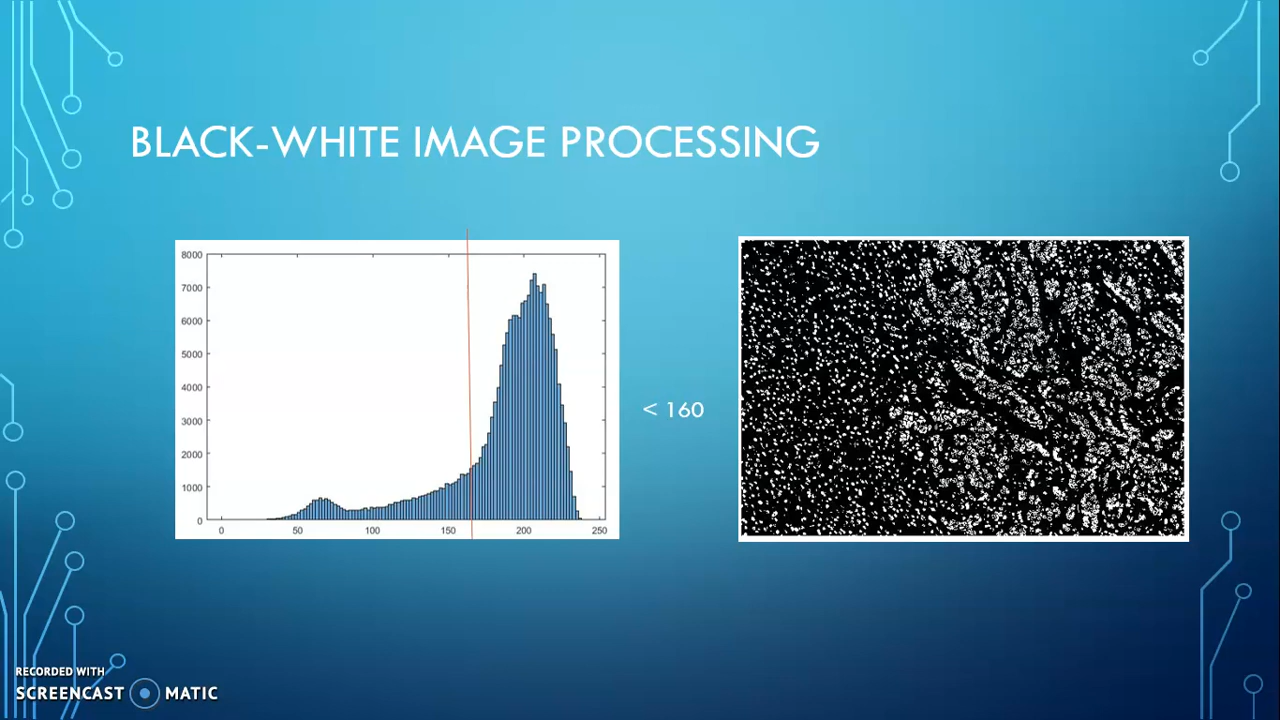 BLACK-WHITE IMAGE PROCESSING
8000
7000
6000
5000
4000
3000
2000
1000
0
0 50 100 150 200 250
< 160
RECORDED WITH
SCREENCAST MATIC